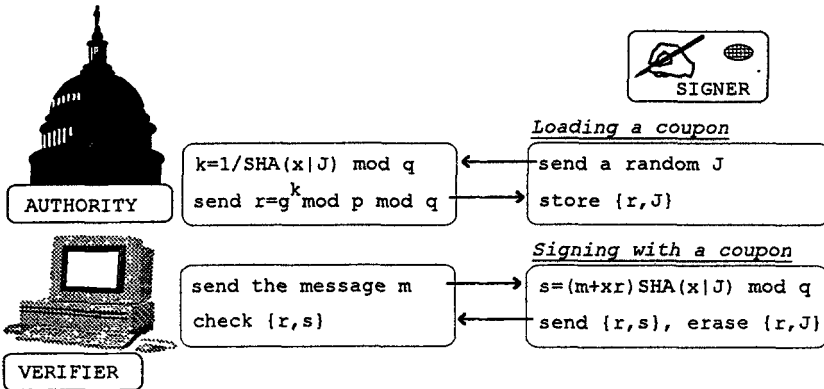 SIGNER
Loading a coupon
k=1/SHA(x|J) mod q
send a random J
send r=g^k mod p mod q
store {r,J}
AUTHORITY
Signing with a coupon
send the message m
s=(m+xr)SHA(x|J) mod q
check {r,s}
send {r,s}, erase {r,J}
VERIFIER